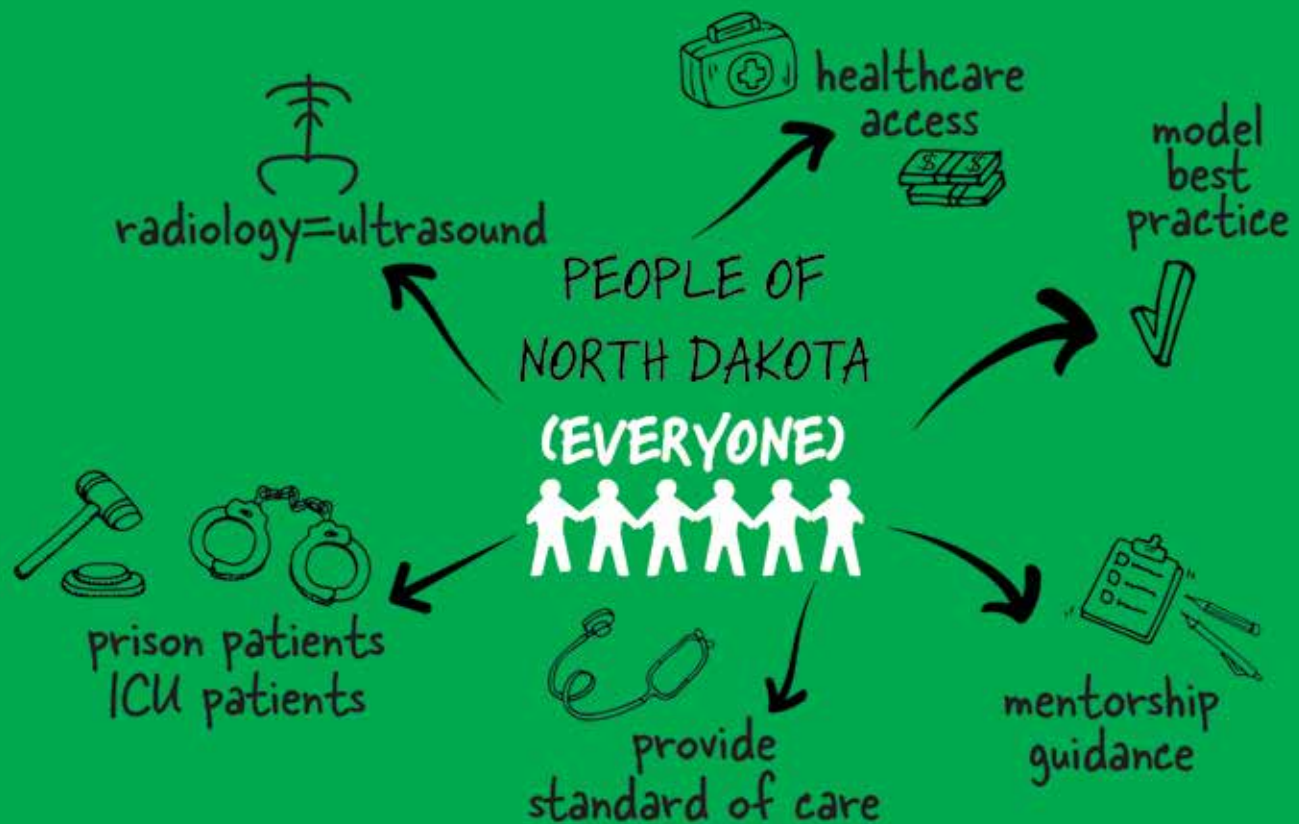 healthcare
access
$ $
model
best
practice
radiology=ultrasound
PEOPLE OF
NORTH DAKOTA
(EVERYONE)
prison patients
ICU patients
provide
standard of care
mentorship
guidance